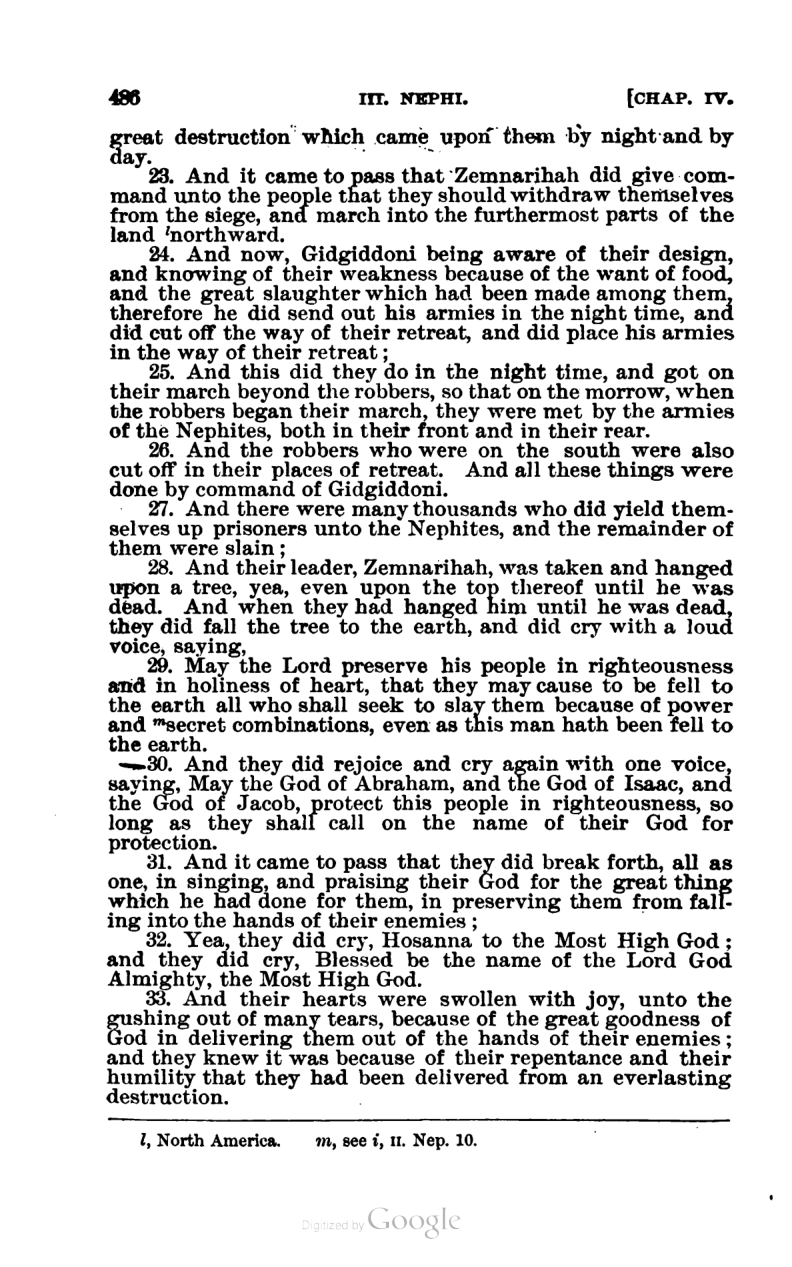 486 III. NEPHI. [CHAP. IV.
great destruction which came upon them by night and by
day.
23. And it came to pass that Zemnarihah did give com-
mand unto the people that they should withdraw themselves
from the siege, and march into the furthermost parts of the
land lnorthward.
24. And now, Gidgiddoni being aware of their design,
and knowing of their weakness because of the want of food,
and the great slaughter which had been made among them,
therefore he did send out his armies in the night time, and
did cut off the way of their retreat, and did place his armies
in the way of their retreat;
25. And this did they do in the night time, and got on
their march beyond the robbers, so that on the morrow, when
the robbers began their march, they were met by the armies
of the Nephites, both in their front and in their rear.
26. And the robbers who were on the south were also
cut off in their places of retreat. And all these things were
done by command of Gidgiddoni.
27. And there were many thousands who did yield them-
selves up prisoners unto the Nephites, and the remainder of
them were slain;
28. And their leader, Zemnarihah, was taken and hanged
upon a tree, yea, even upon the top thereof until he was
dead. And when they had hanged him until he was dead,
they did fall the tree to the earth, and did cry with a loud
voice, saying,
29. May the Lord preserve his people in righteousness
and in holiness of heart, that they may cause to be fell to
the earth all who shall seek to slay them because of power
and msecret combinations, even as this man hath been fell to
the earth.
30. And they did rejoice and cry again with one voice,
saying, May the God of Abraham, and the God of Isaac, and
the God of Jacob, protect this people in righteousness, so
long as they shall call on the name of their God for
protection.
31. And it came to pass that they did break forth, all as
one, in singing, and praising their God for the great thing
which he had done for them, in preserving them from fall-
ing into the hands of their enemies;
32. Yea, they did cry, Hosanna to the Most High God;
and they did cry, Blessed be the name of the Lord God
Almighty, the Most High God.
33. And their hearts were swollen with joy, unto the
gushing out of many tears, because of the great goodness of
God in delivering them out of the hands of their enemies;
and they knew it was because of their repentance and their
humility that they had been delivered from an everlasting
destruction.
l, North America. m, see i, II. Nep. 10.
Digitized by Google